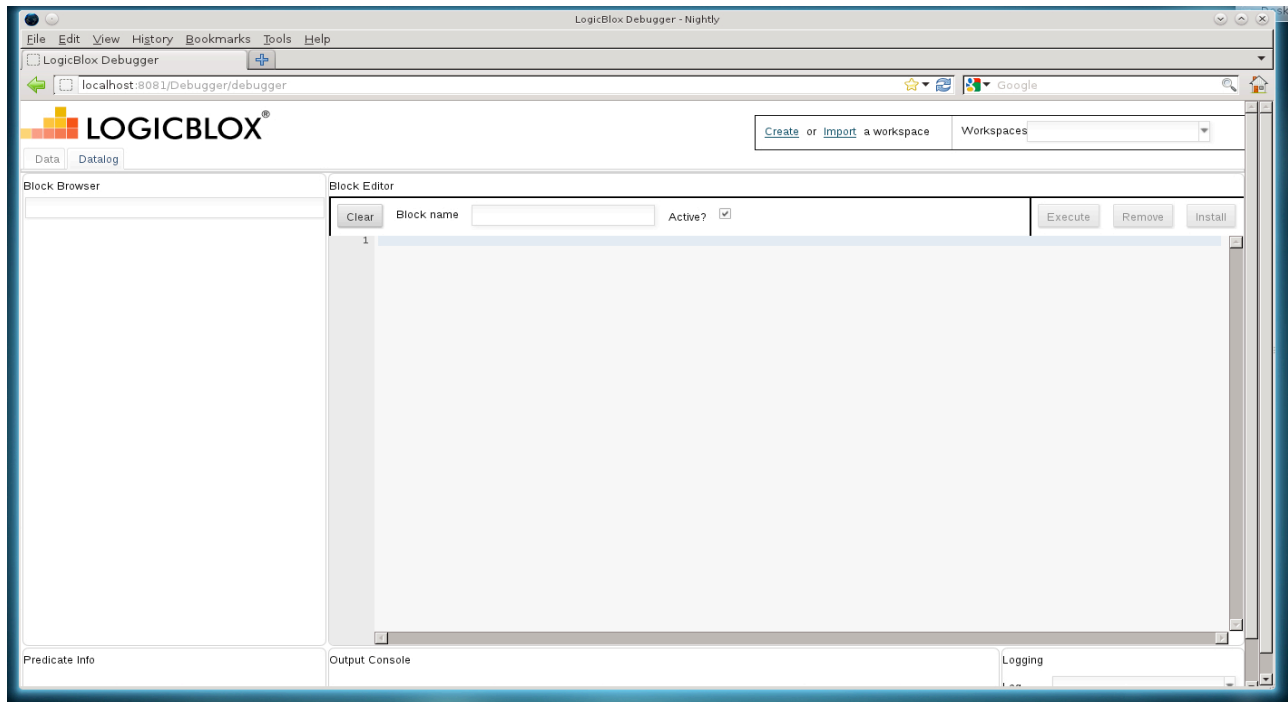 LogicBlox Debugger - Nightly
File Edit View History Bookmarks Tools Help
LogicBlox Debugger
localhost:8081/Debugger/debugger
Google
LOGICBLOX®
Create or Import a workspace
Workspaces
Data Datalog
Block Browser
Block Editor
Clear Block name Active? Execute Remove Install
1
Predicate Info
Output Console
Logging